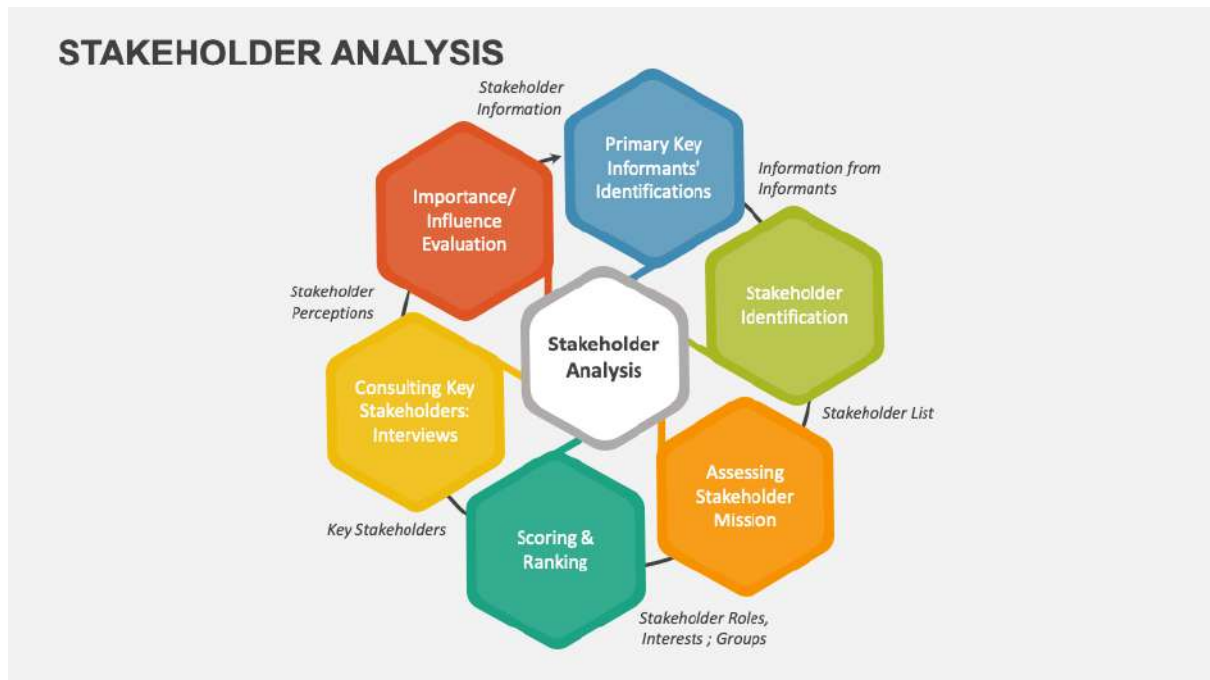 STAKEHOLDER ANALYSIS
Stakeholder
Information
Primary Key
Informants'
Identifications
Information from
Informants
Stakeholder
Identification
Stakeholder List
Assessing
Stakeholder
Mission
Stakeholder Roles,
Interests ; Groups
Scoring &
Ranking
Key Stakeholders
Consulting Key
Stakeholders:
Interviews
Stakeholder
Perceptions
Importance/
Influence
Evaluation
Stakeholder
Analysis